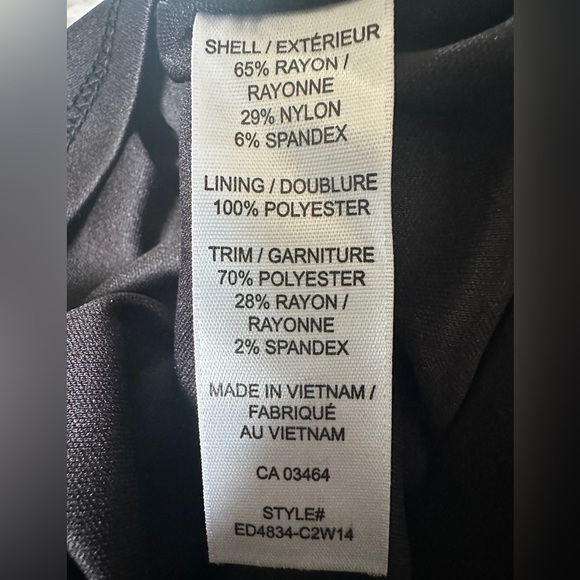 SHELL / EXTÉRIEUR
65% RAYON /
RAYONNE
29% NYLON
6% SPANDEX
LINING / DOUBLURE
100% POLYESTER
TRIM / GARNITURE
70% POLYESTER
28% RAYON /
RAYONNE
2% SPANDEX
MADE IN VIETNAM /
FABRIQUÉ
AU VIETNAM
CA 03464
STYLE#
ED4834-C2W14